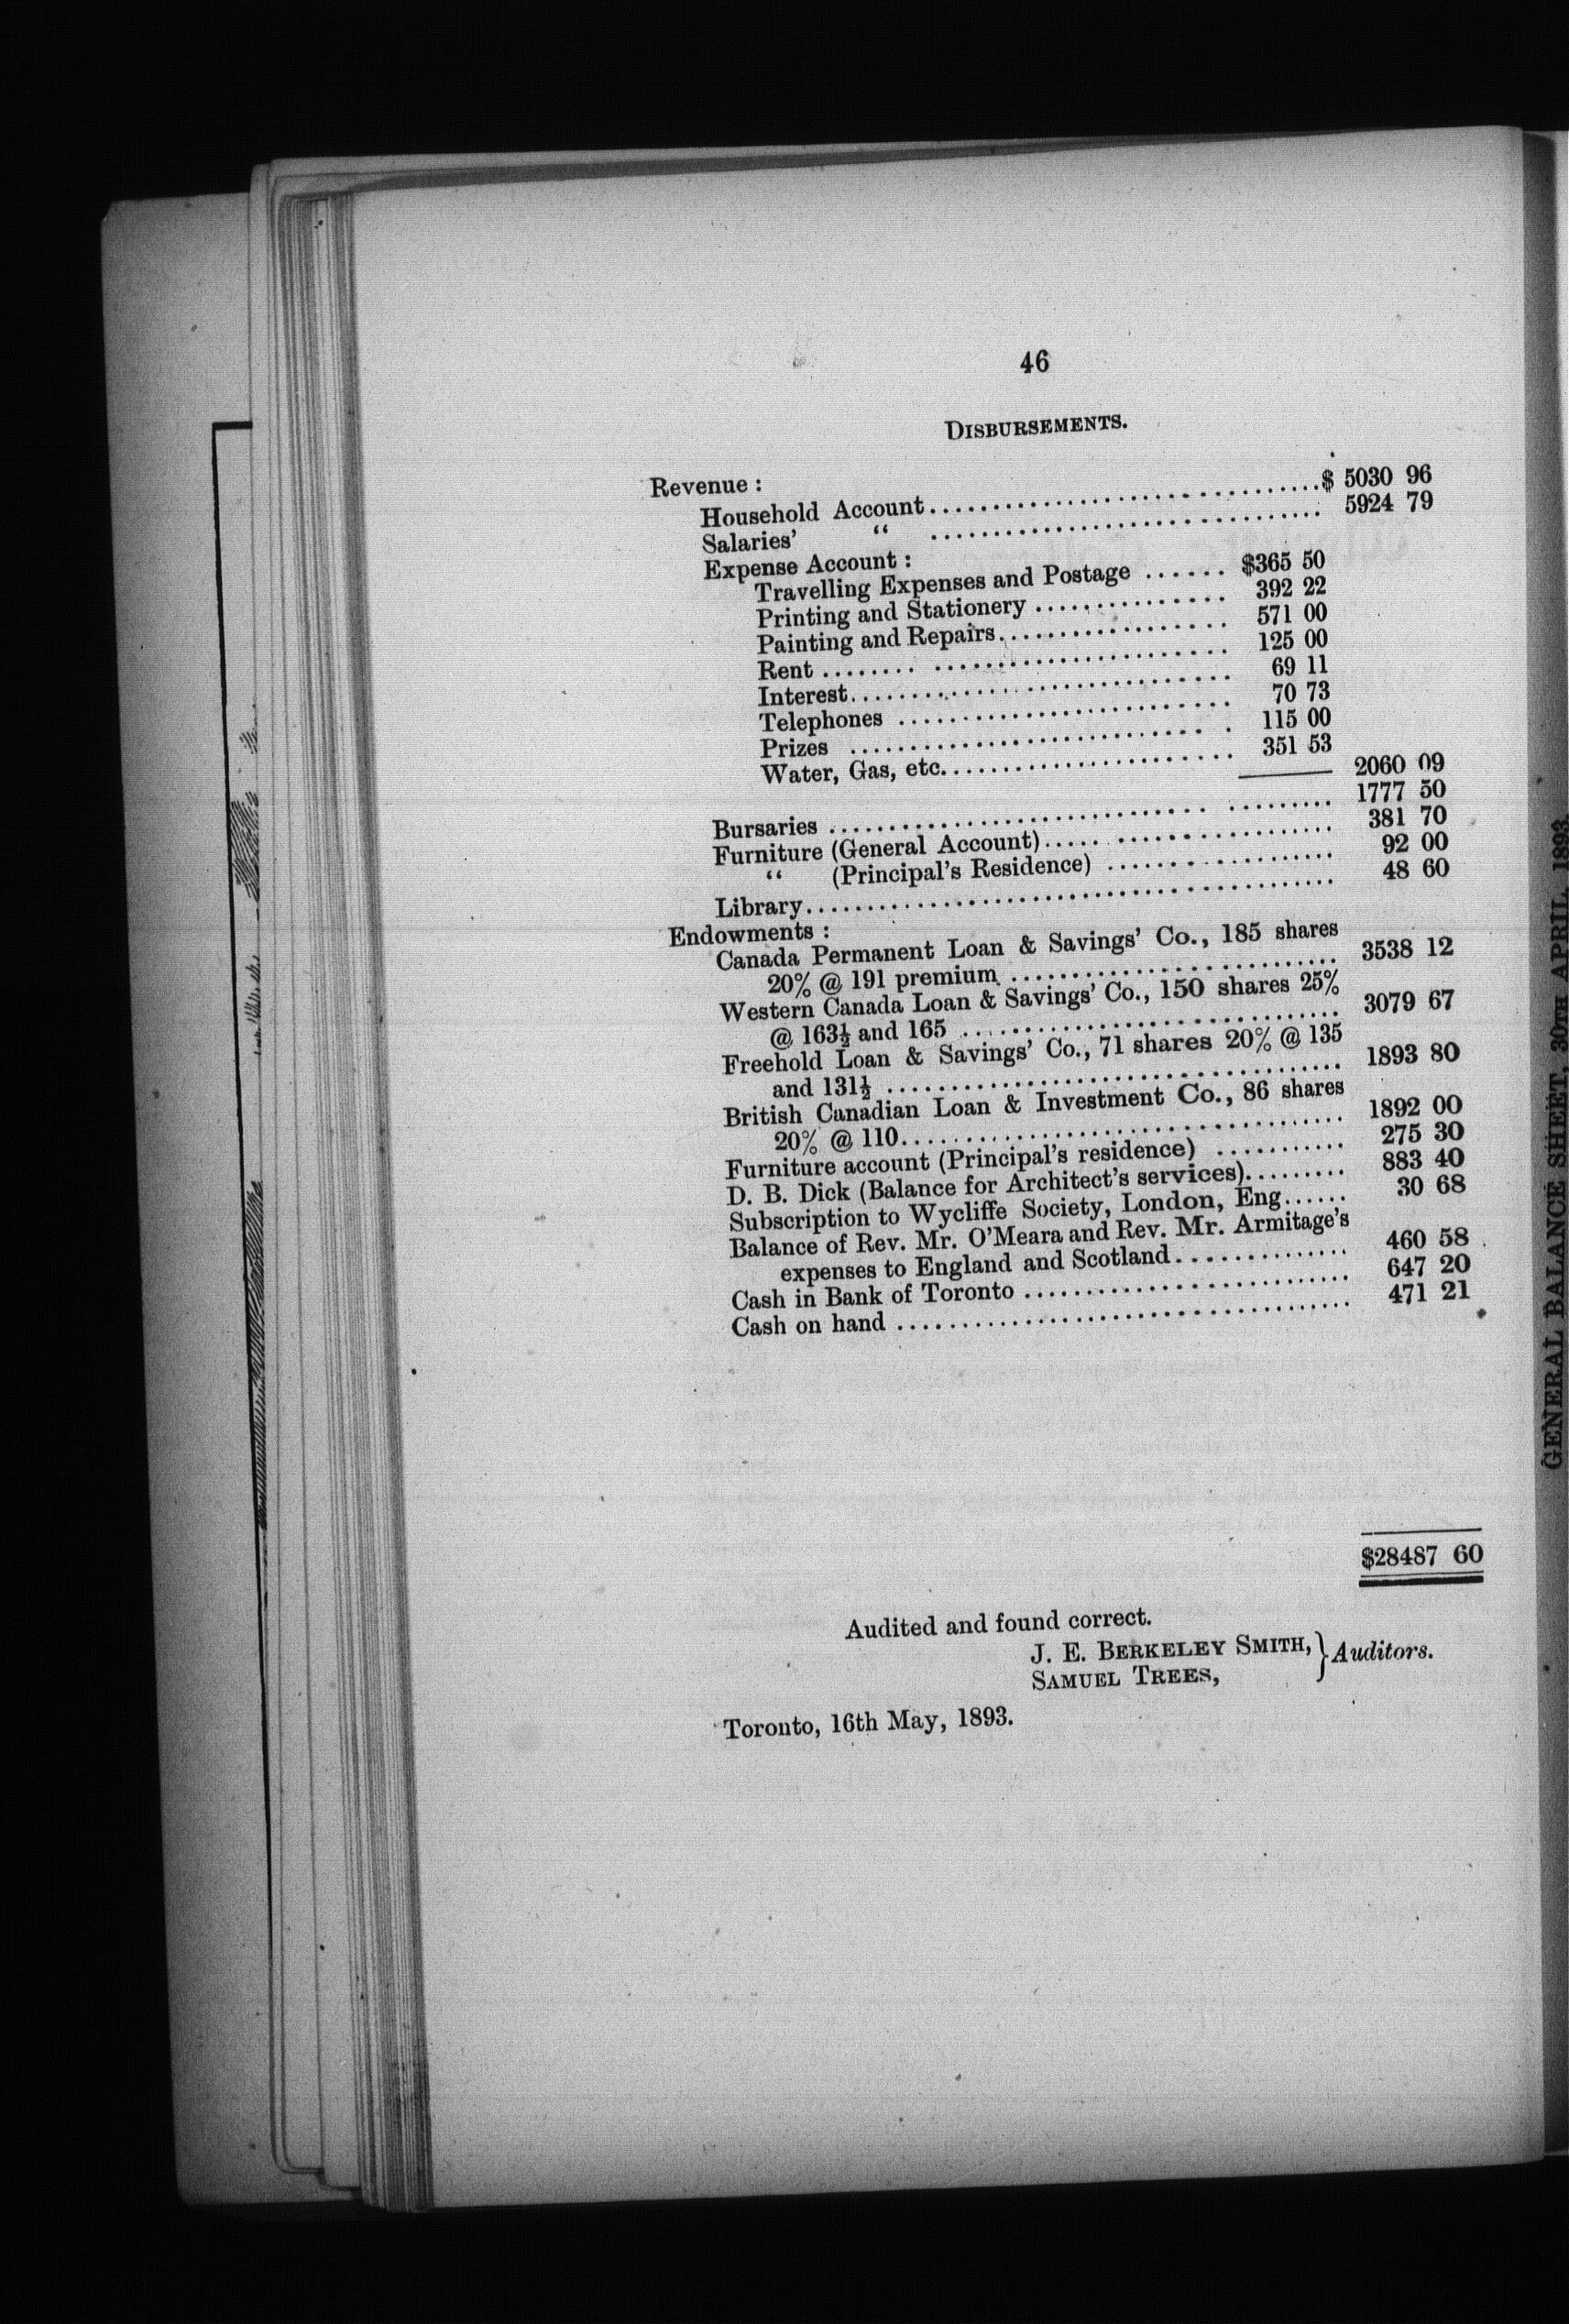 46
DISBURSEMENTS.
Revenue :
Household Account........................................$ 5030 96
Salaries' “ ........................................ 5924 79
Expense Account :
Travelling Expenses and Postage ...... $365 50
Printing and Stationery ............... 392 22
Painting and Repairs.................. 571 00
Rent ........ ...................... 125 00
Interest.............................. 69 11
Telephones .......................... 70 73
Prizes ............................ . 115 00
Water, Gas, etc....................... 351 53
2060 09
Bursaries .............................. ......... 1777 50
Furniture (General Account)...... ................ 381 70
“ (Principal's Residence) .................. 92 00
Library.......................................... 48 60
Endowments :
Canada Permanent Loan & Savings' Co., 185 shares
20% @ 191 premium .......................... 3538 12
Western Canada Loan & Savings' Co., 150 shares 25%
@ 163½ and 165 .............................. 3079 67
Freehold Loan & Savings' Co., 71 shares 20% @ 135
and 131½ .................................... 1893 80
British Canadian Loan & Investment Co., 86 shares
20% @ 110.................................... 1892 00
Furniture account (Principal's residence) ........... 275 30
D. B. Dick (Balance for Architect's services)......... 883 40
Subscription to Wycliffe Society, London, Eng...... 30 68
Balance of Rev. Mr. O'Meara and Rev. Mr. Armitage's
expenses to England and Scotland.............. 460 58
Cash in Bank of Toronto .......................... 647 20
Cash on hand .................................... 471 21
$28487 60
Audited and found correct.
J. E. BERKELEY SMITH,
SAMUEL TREES, } Auditors.
Toronto, 16th May, 1893.
GENERAL BALANCE SHEET, 30TH APRIL, 1893.